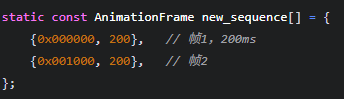 static const AnimationFrame new_sequence[] = {
{0x000000, 200},   // 帧1，200ms
{0x001000, 200},   // 帧2
};